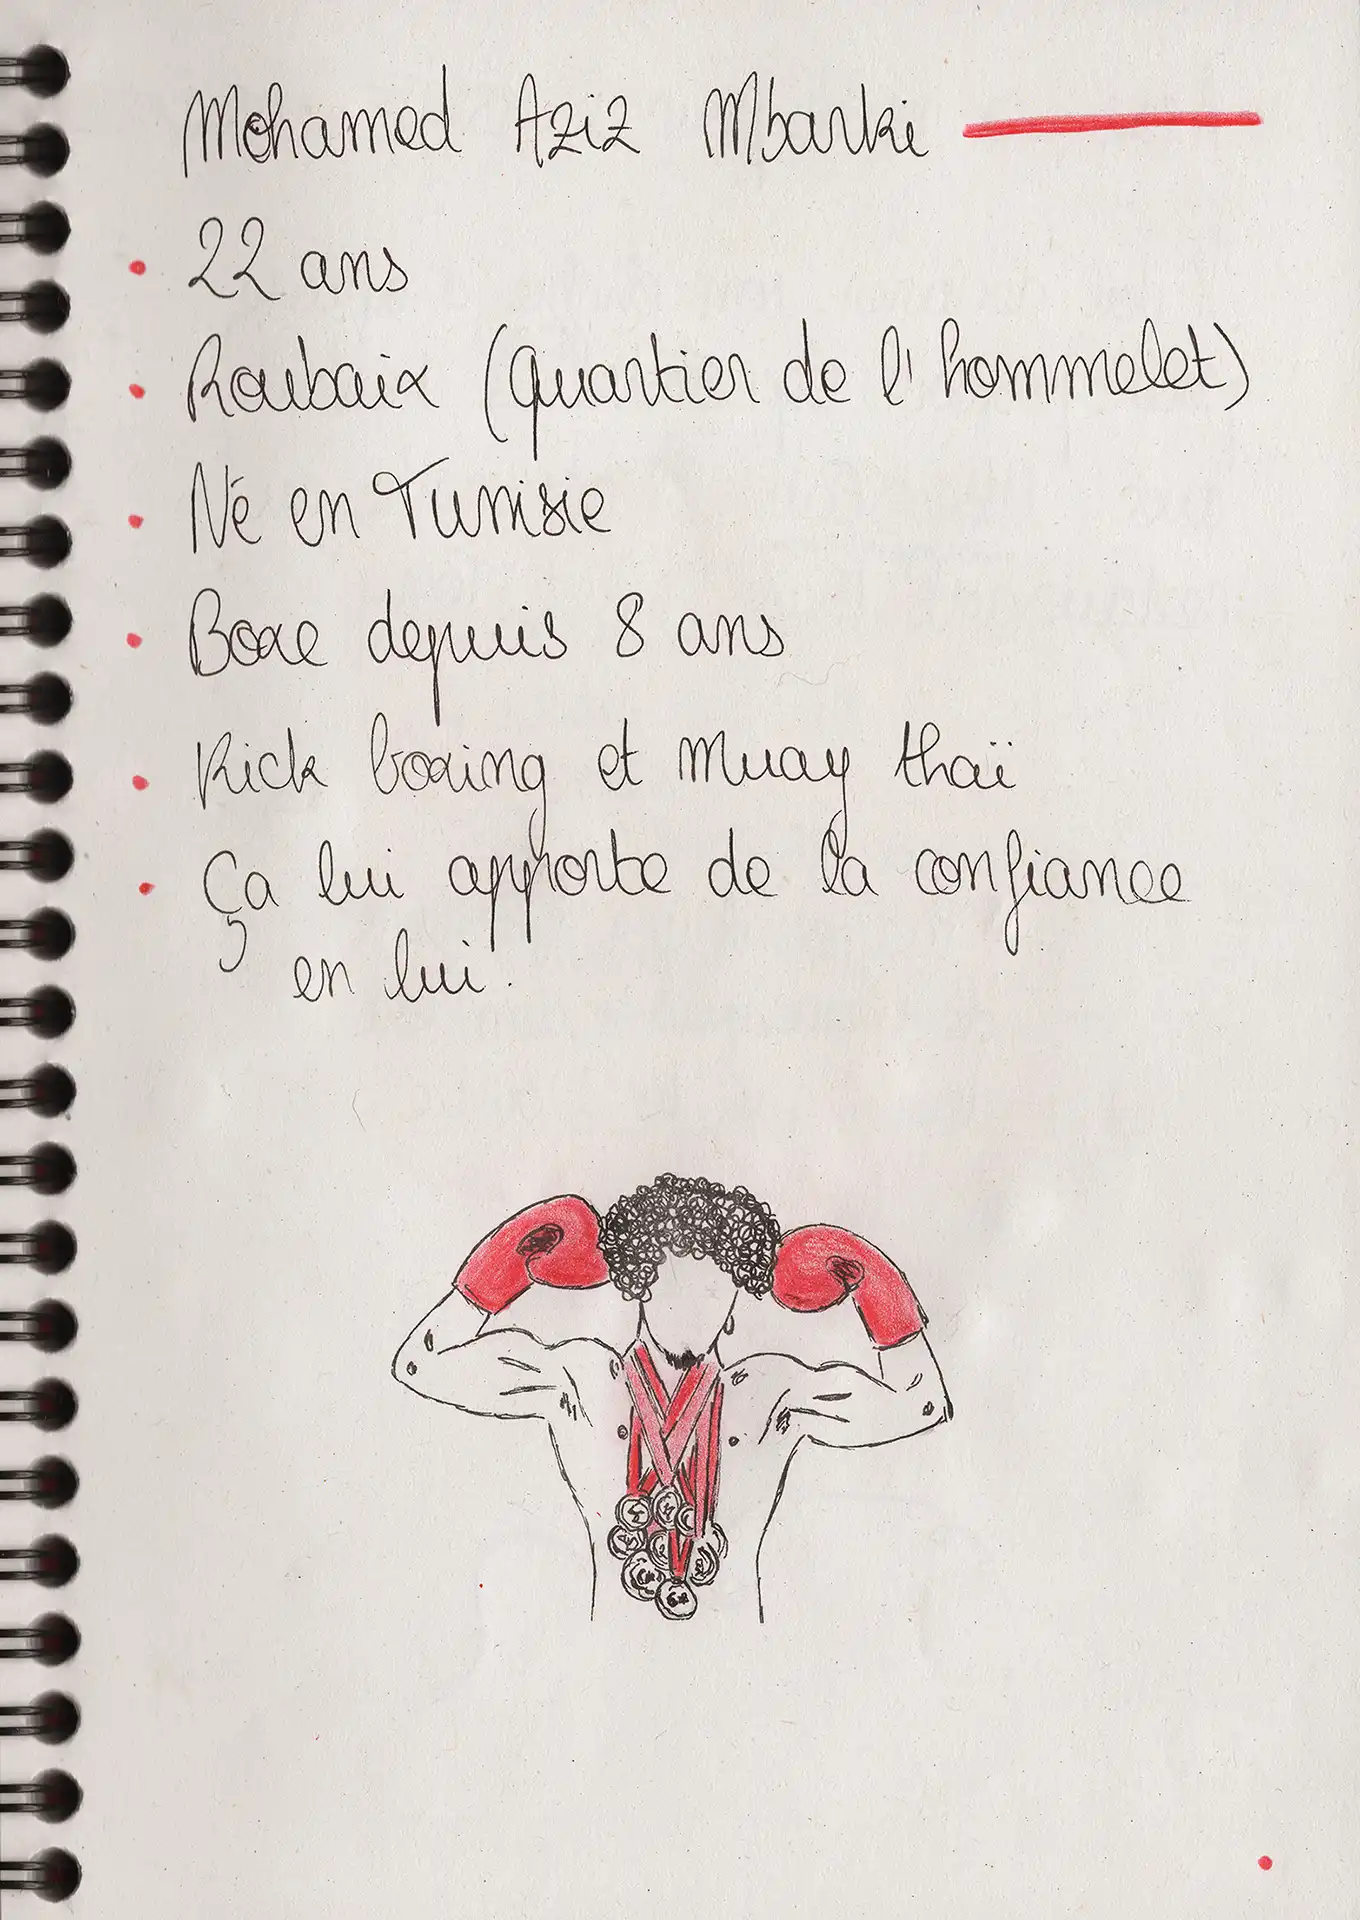 Mohamed Aziz Mbarki
22 ans
Roubaix (quartier de l'hommelet)
Né en Tunisie
Boxe depuis 8 ans
Kick boxing et Muay thaï
Ça lui apporte de la confiance
en lui.